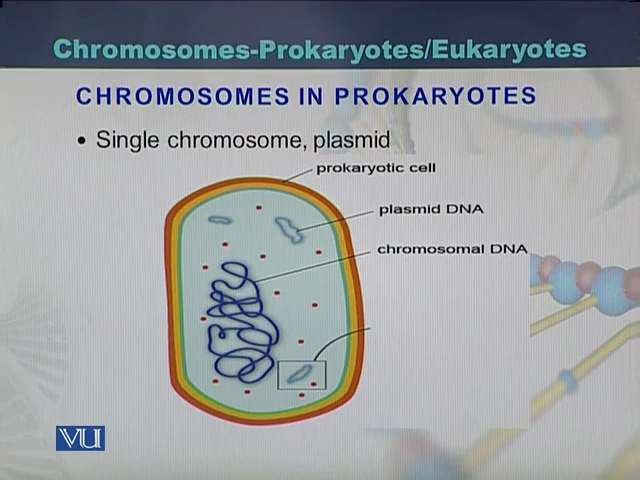 Chromosomes-Prokaryotes/Eukaryotes
CHROMOSOMES IN PROKARYOTES
• Single chromosome, plasmid
prokaryotic cell
plasmid DNA
chromosomal DNA
VU